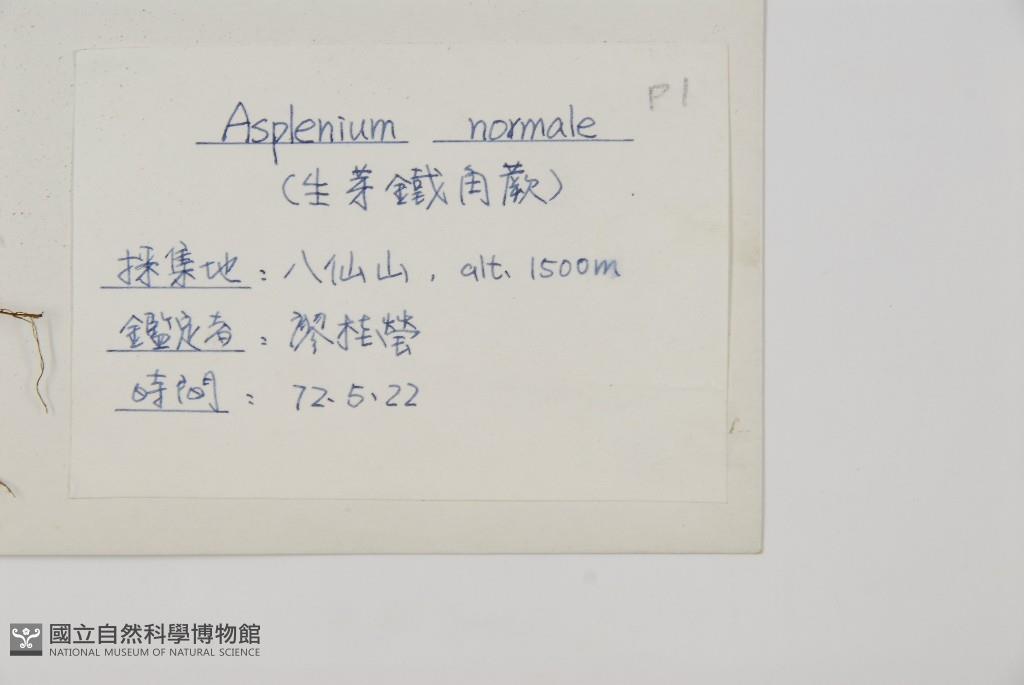 P1
Asplenium normale
(生芽鐵角蕨)
採集地：八仙山, alt. 1500m
鑑定者：廖桂瑩
時間：72.5.22
國立自然科學博物館
NATIONAL MUSEUM OF NATURAL SCIENCE